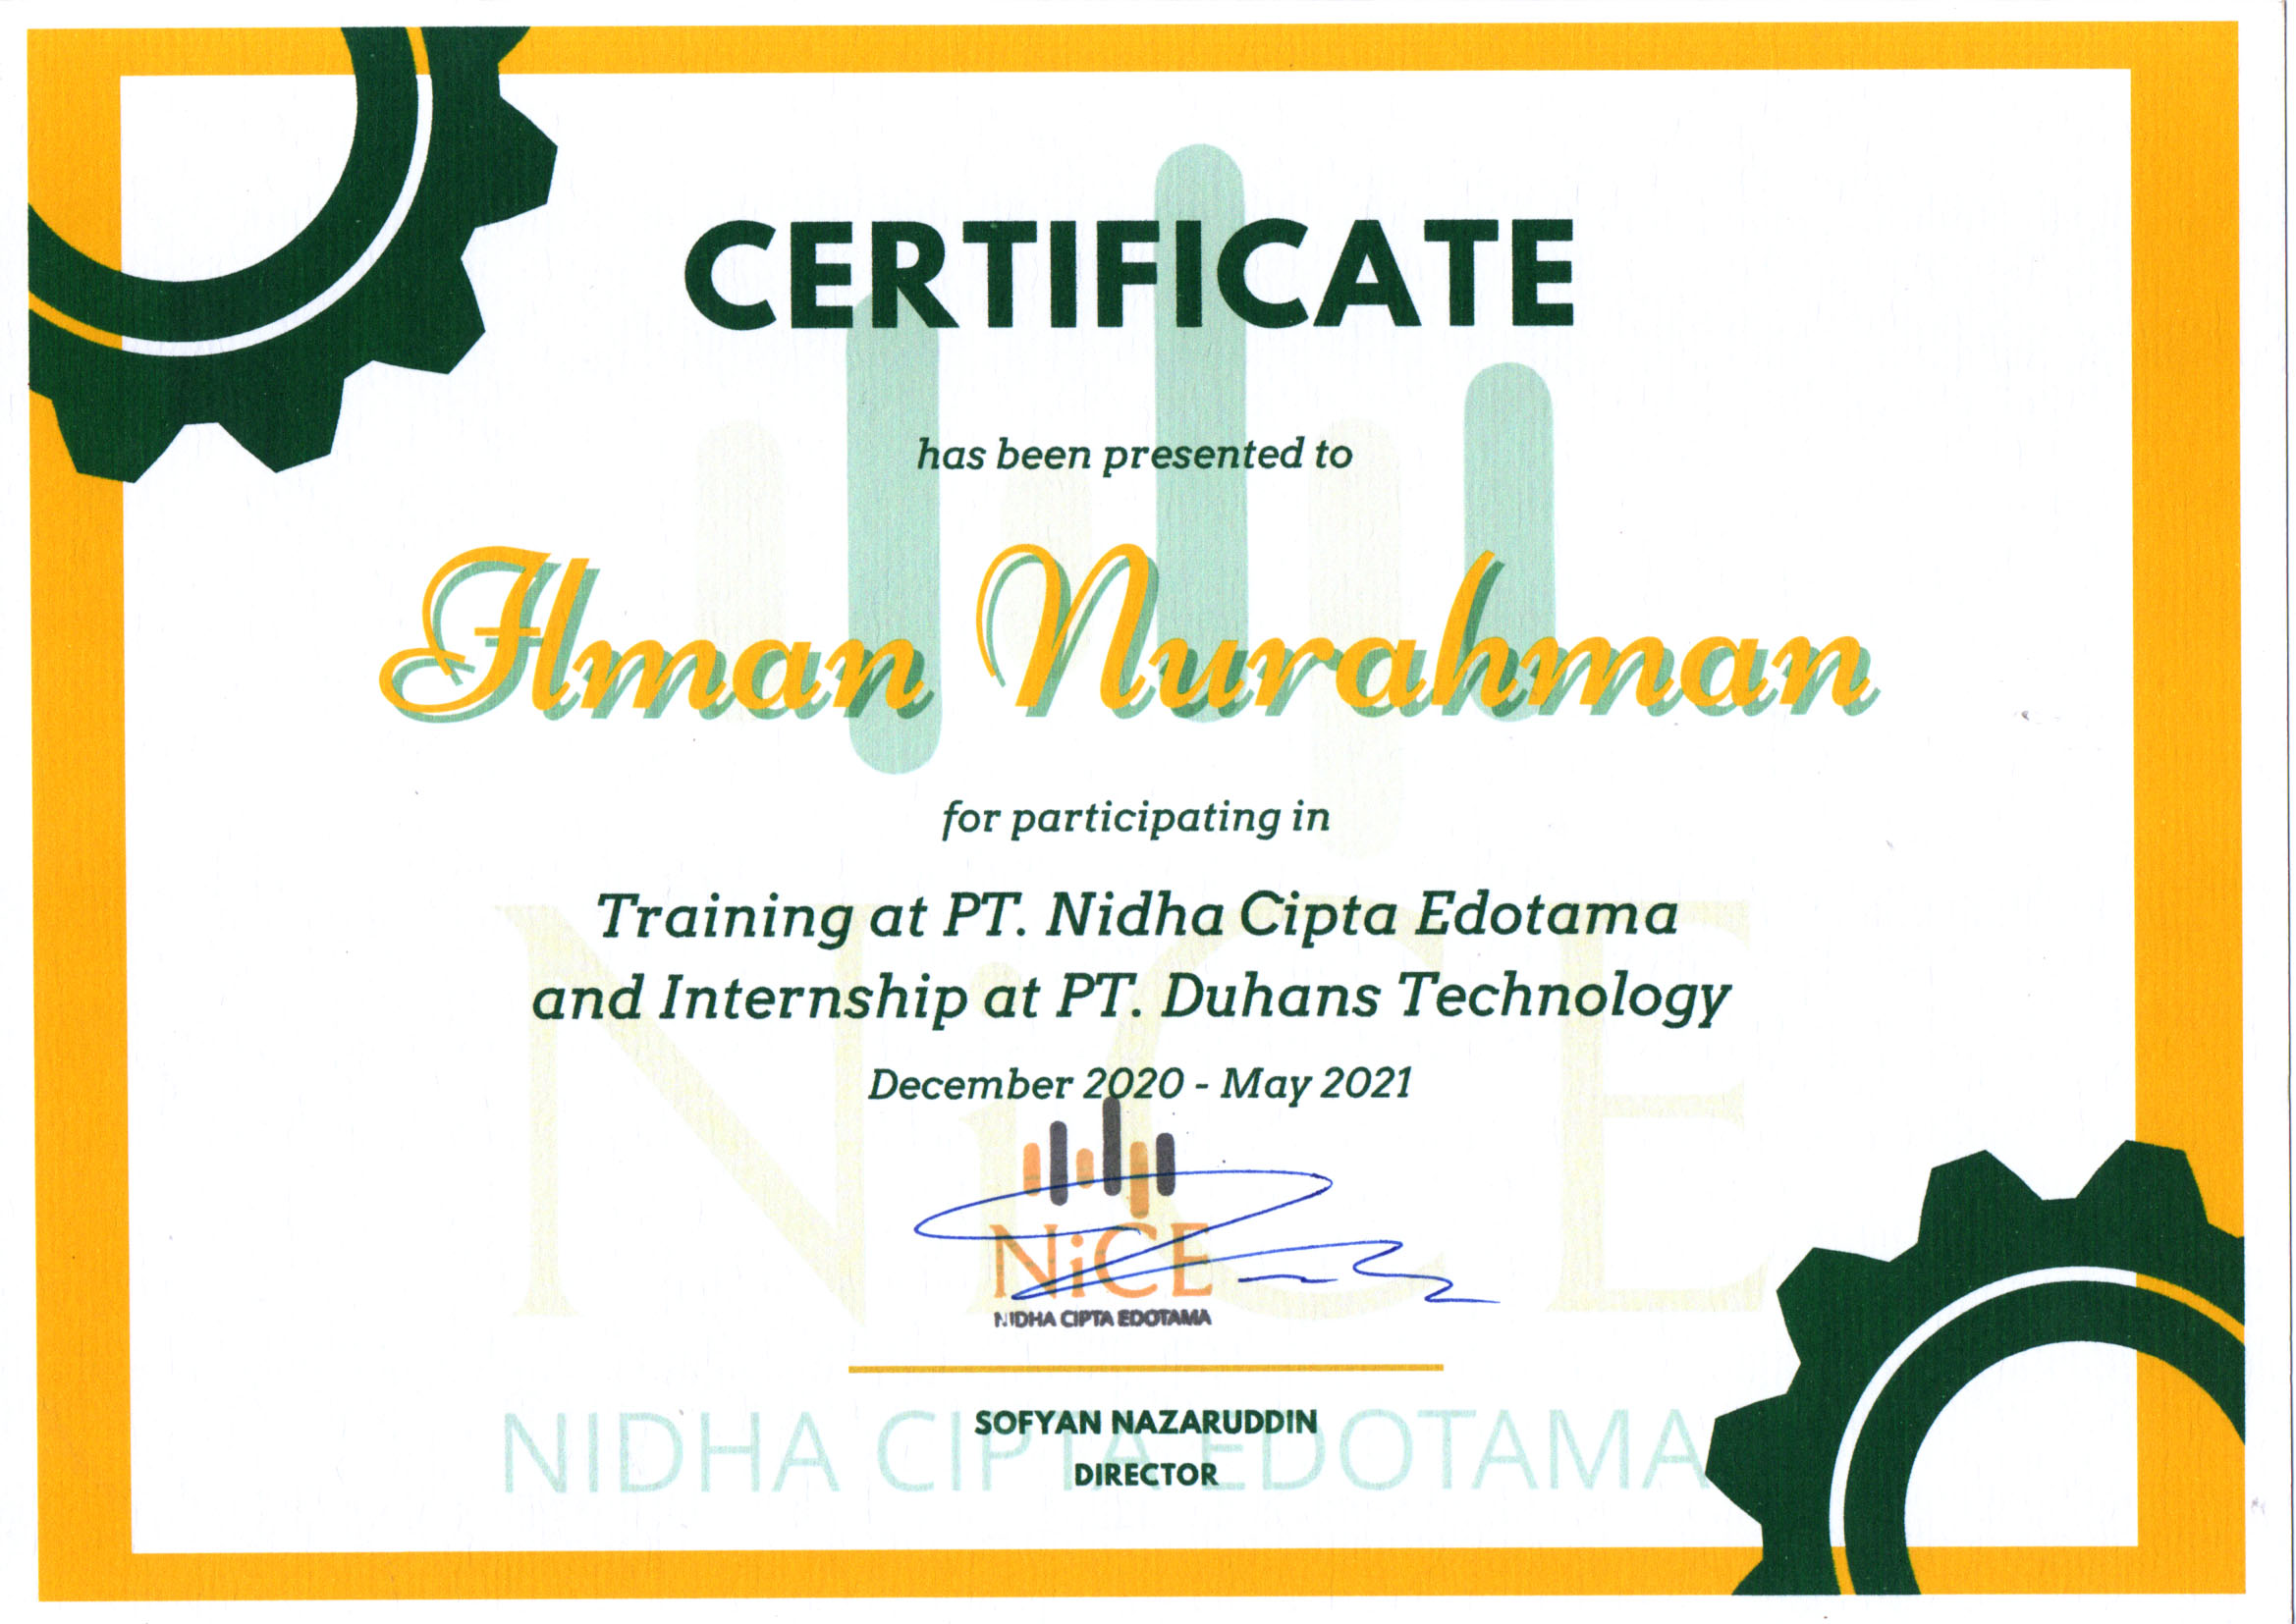 CERTIFICATE
has been presented to
Ilman Nurahman
for participating in
Training at PT. Nidha Cipta Edotama
and Internship at PT. Duhans Technology
December 2020 - May 2021
NiCE
NIDHA CIPTA EDOTAMA
SOFYAN NAZARUDDIN
DIRECTOR
NiCE
NIDHA CIPTA EDOTAMA